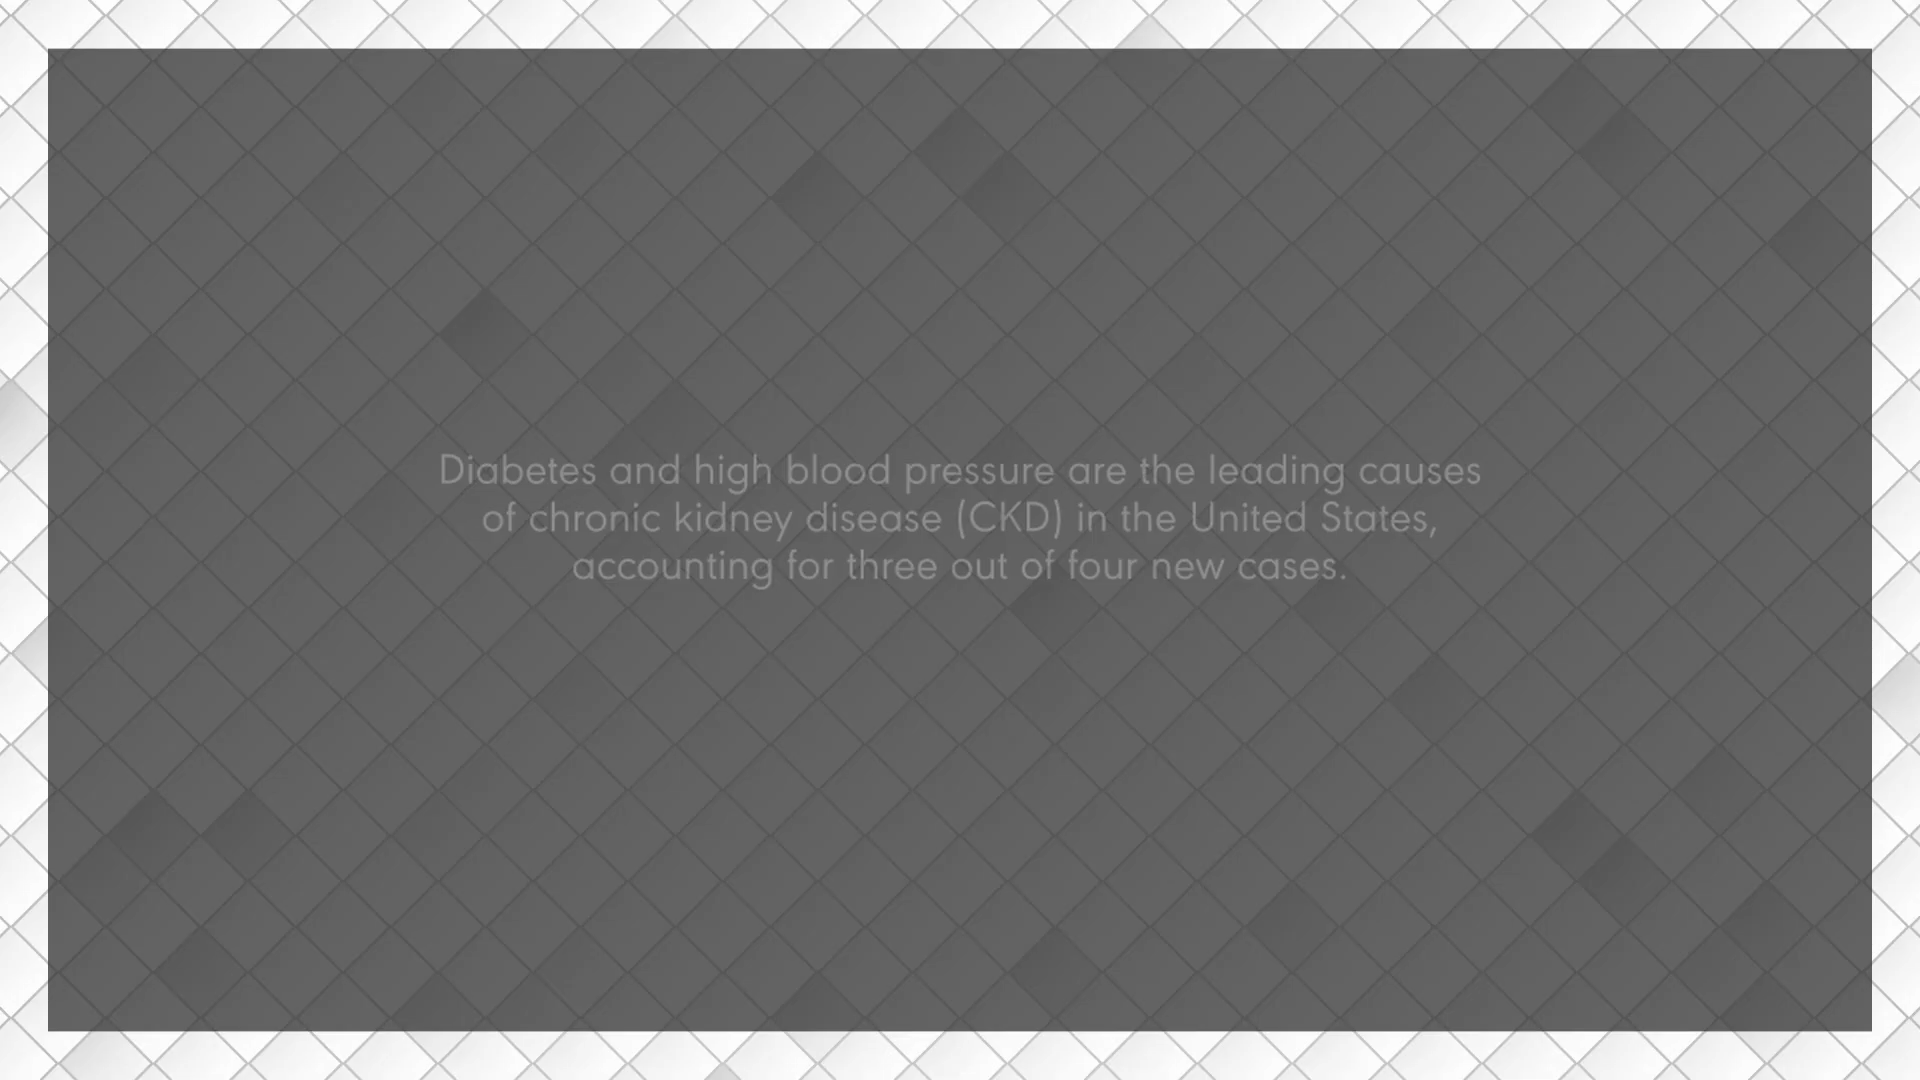 Diabetes and high blood pressure are the leading causes
of chronic kidney disease (CKD) in the United States,
accounting for three out of four new cases.